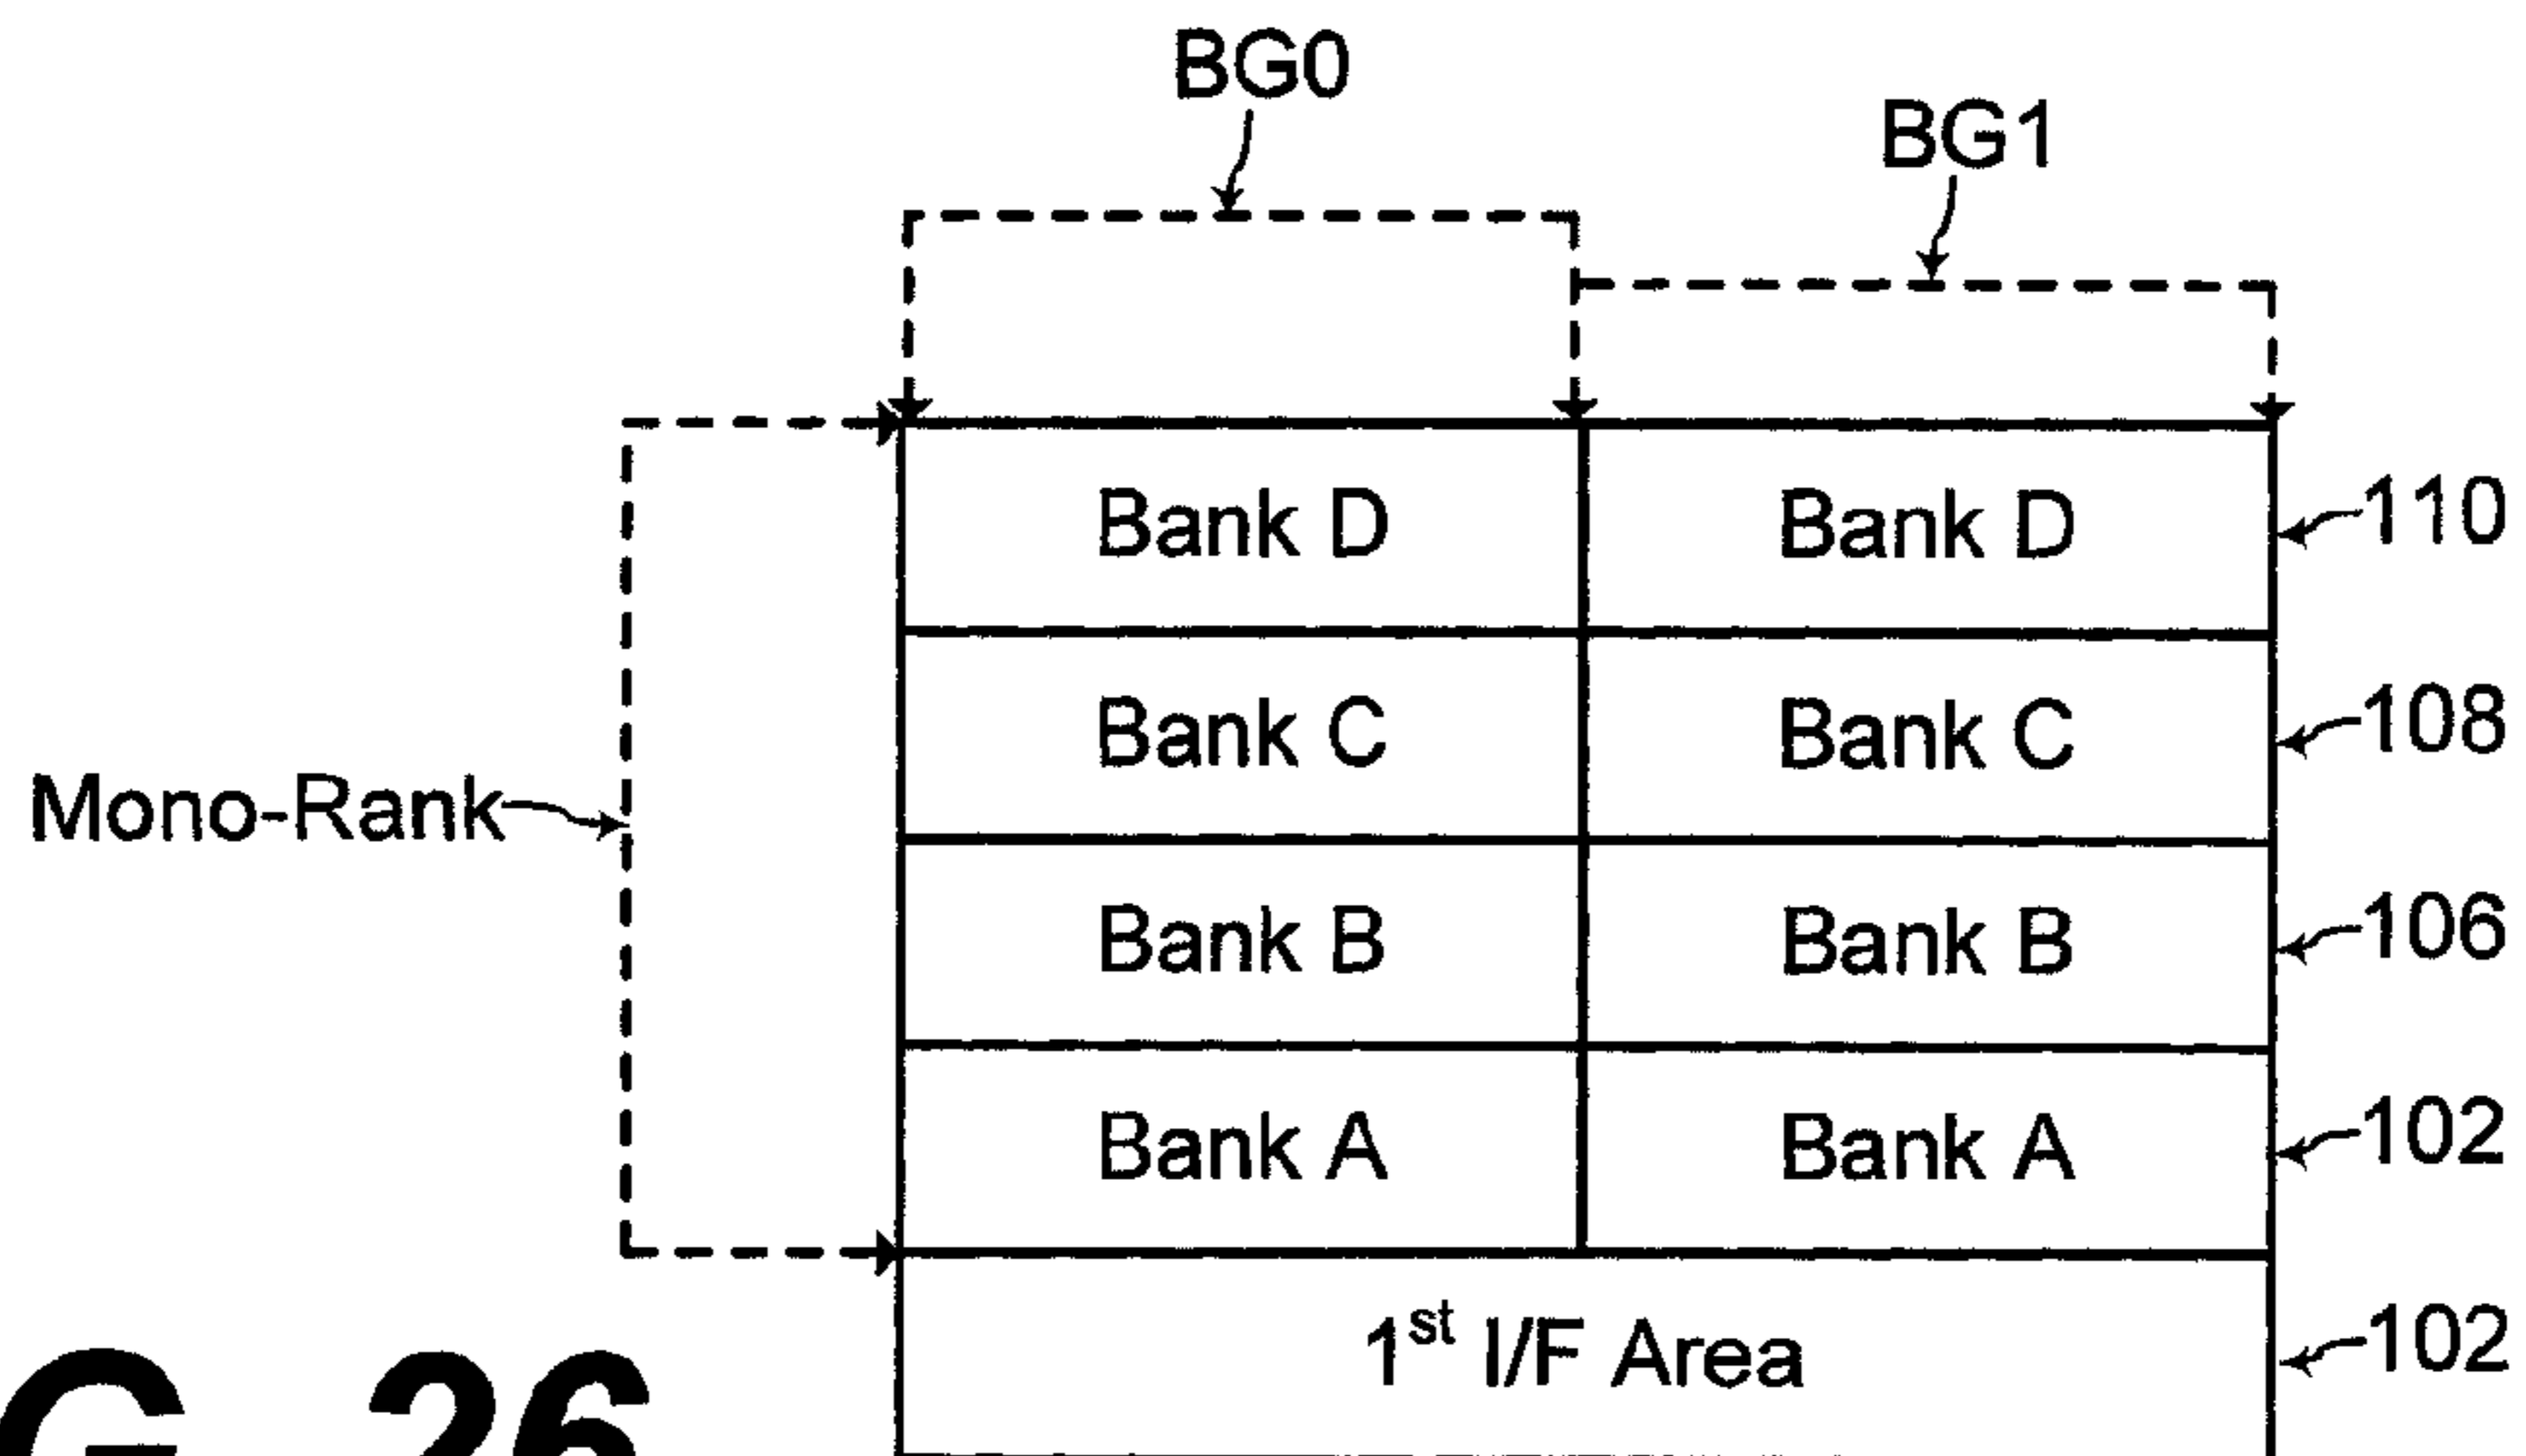 BG0
BG1
Bank D Bank D 110
Bank C Bank C 108
Mono-Rank
Bank B Bank B 106
Bank A Bank A 102
1st I/F Area 102
G. 26